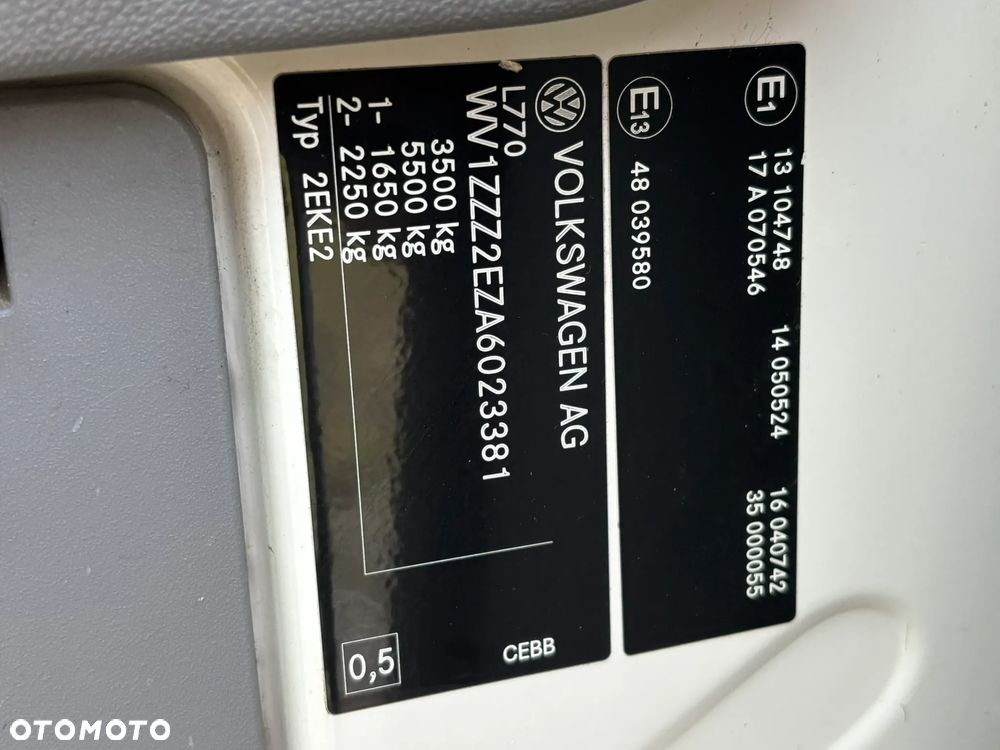 E1 13 104748 14 050524 16 040742
17 A 070546 35 000055
E13 48 039580
VOLKSWAGEN AG
L770
WV1ZZZ2EZA6023381
3500 kg
5500 kg
1- 1650 kg
2- 2250 kg
Typ 2EKE2
CEBB
0,5
OTOMOTO